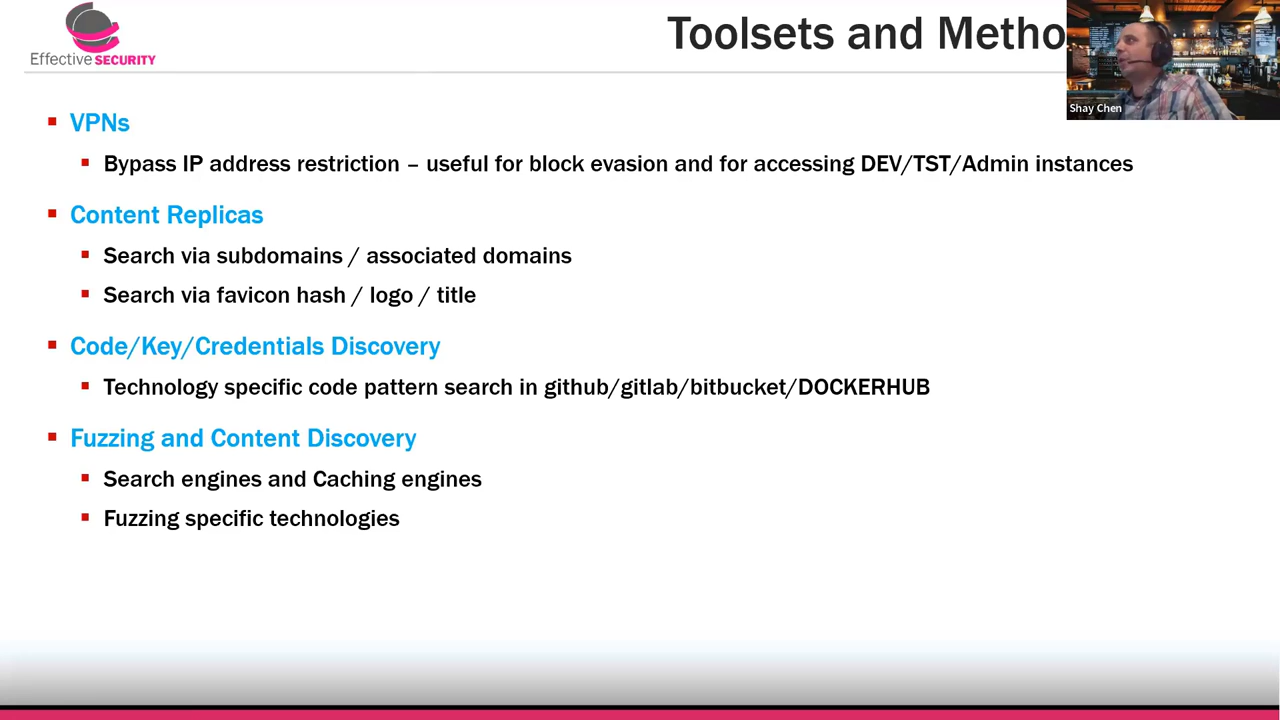 Effective SECURITY
Toolsets and Metho
Shay Chen
VPNs
Bypass IP address restriction – useful for block evasion and for accessing DEV/TST/Admin instances
Content Replicas
Search via subdomains / associated domains
Search via favicon hash / logo / title
Code/Key/Credentials Discovery
Technology specific code pattern search in github/gitlab/bitbucket/DOCKERHUB
Fuzzing and Content Discovery
Search engines and Caching engines
Fuzzing specific technologies